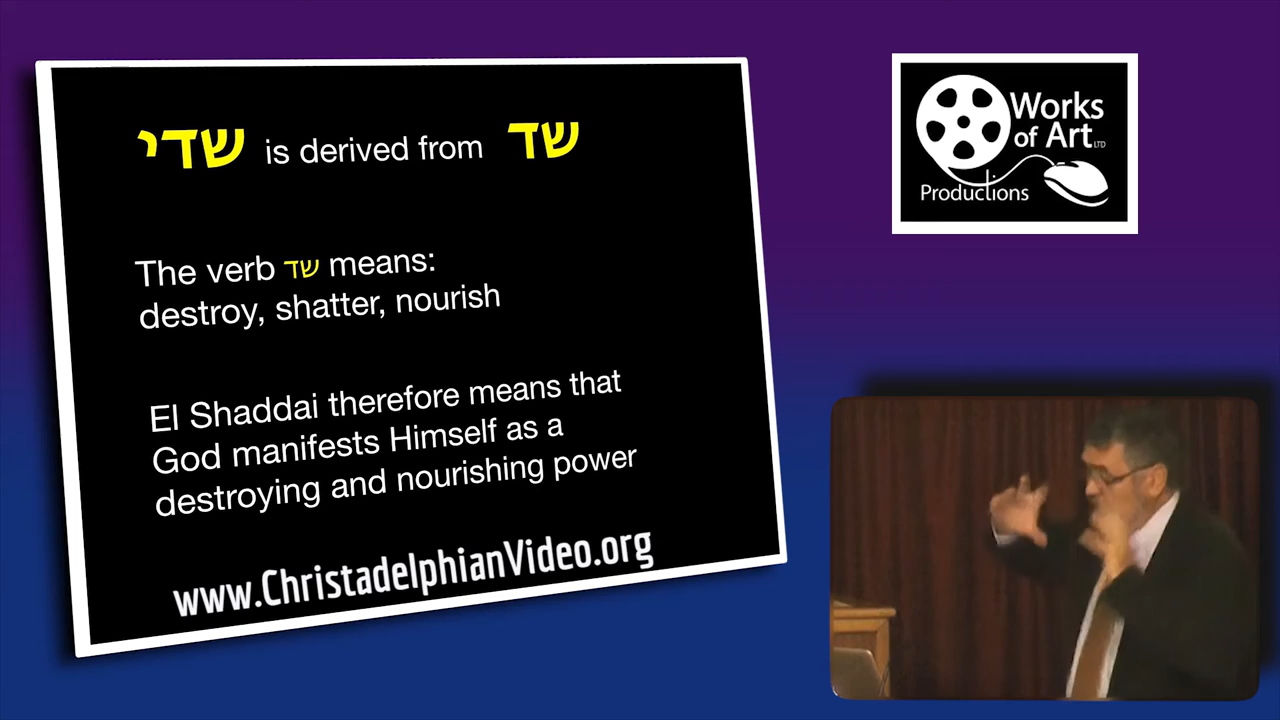 שדי is derived from שד
The verb שד means:
destroy, shatter, nourish
El Shaddai therefore means that
God manifests Himself as a
destroying and nourishing power
www.ChristadelphianVideo.org
Works
of Art LTD
Productions